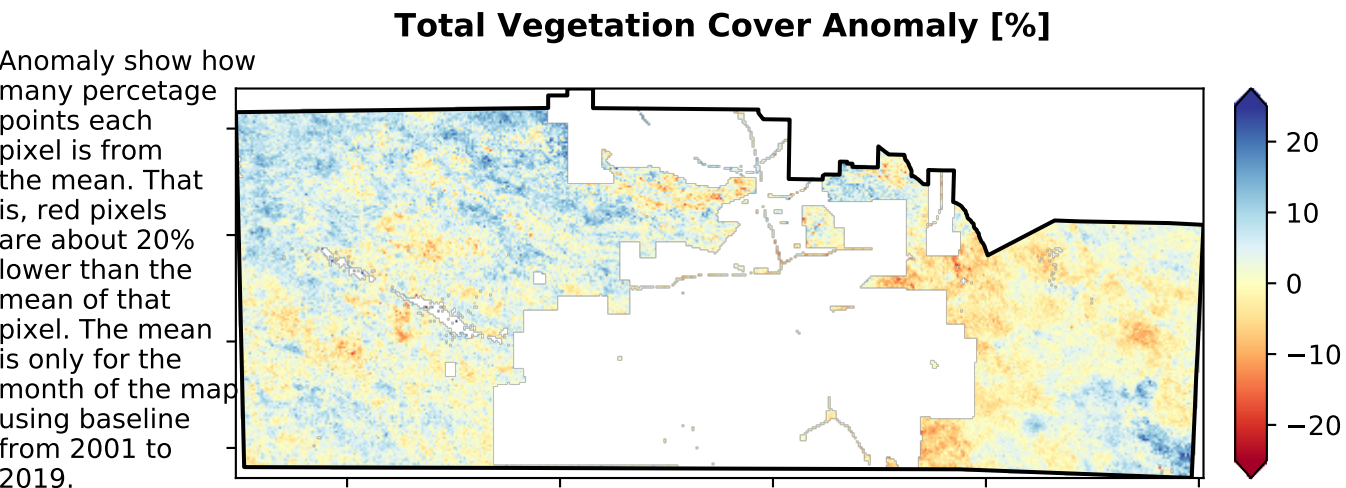 Total Vegetation Cover Anomaly [%]
Anomaly show how
many percetage
points each
pixel is from
the mean. That
is, red pixels
are about 20%
lower than the
mean of that
pixel. The mean
is only for the
month of the map
using baseline
from 2001 to
2019.
20
10
0
−10
−20